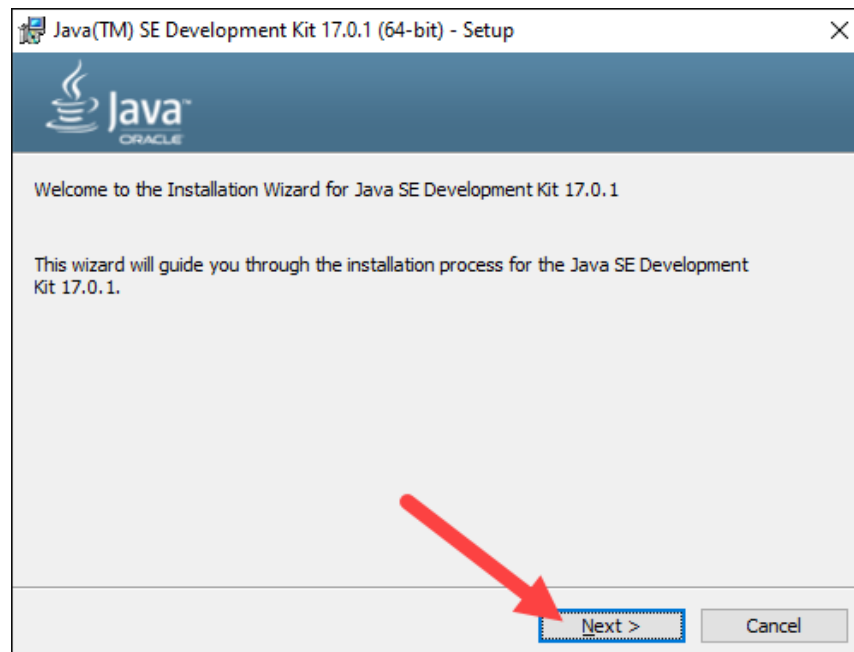 Java(TM) SE Development Kit 17.0.1 (64-bit) - Setup
Java™
ORACLE
Welcome to the Installation Wizard for Java SE Development Kit 17.0.1
This wizard will guide you through the installation process for the Java SE Development
Kit 17.0.1.
Next >
Cancel